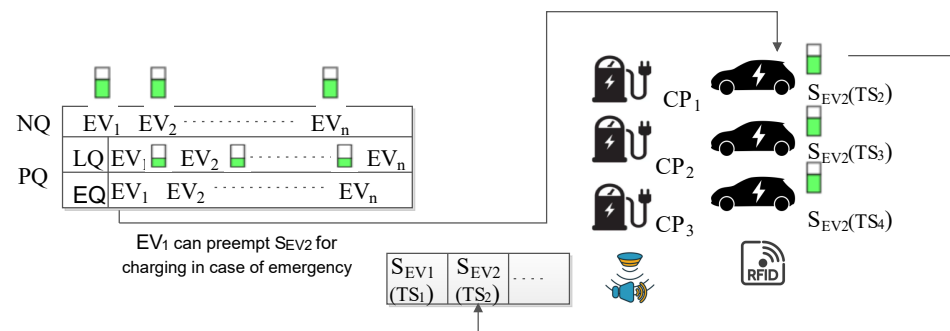 NQ EV1 EV2 ........... EVn
PQ
LQ EV1 EV2 ........... EVn
EQ EV1 EV2 ........... EVn
EV1 can preempt SEV2 for
charging in case of emergency
CP1
SEV2(TS2)
CP2
SEV2(TS3)
CP3
SEV2(TS4)
SEV1 SEV2 ....
(TS1) (TS2)
RFID